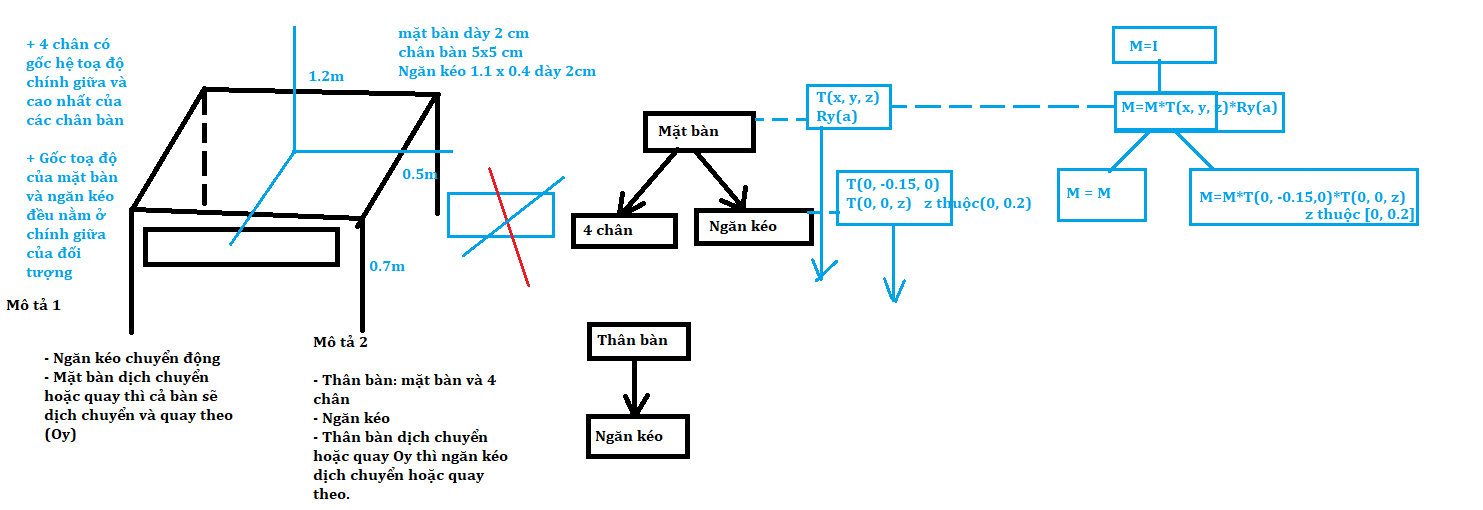 + 4 chân có
gốc hệ toạ độ
chính giữa và
cao nhất của
các chân bàn
+ Gốc toạ độ
của mặt bàn
và ngăn kéo
đều nằm ở
chính giữa
của đối
tượng
Mô tả 1
1.2m
0.5m
0.7m
mặt bàn dày 2 cm
chân bàn 5x5 cm
Ngăn kéo 1.1 x 0.4 dày 2cm
- Ngăn kéo chuyển động
- Mặt bàn dịch chuyển
hoặc quay thì cả bàn sẽ
dịch chuyển và quay theo
(Oy)
Mô tả 2
- Thân bàn: mặt bàn và 4
chân
- Ngăn kéo
- Thân bàn dịch chuyển
hoặc quay Oy thì ngăn kéo
dịch chuyển hoặc quay
theo.
Mặt bàn
4 chân
Ngăn kéo
Thân bàn
Ngăn kéo
T(x, y, z)
Ry(a)
T(0, -0.15, 0)
T(0, 0, z) z thuộc(0, 0.2)
M=I
M=M*T(x, y, z)*Ry(a)
M = M
M=M*T(0, -0.15,0)*T(0, 0, z)
z thuộc [0, 0.2]